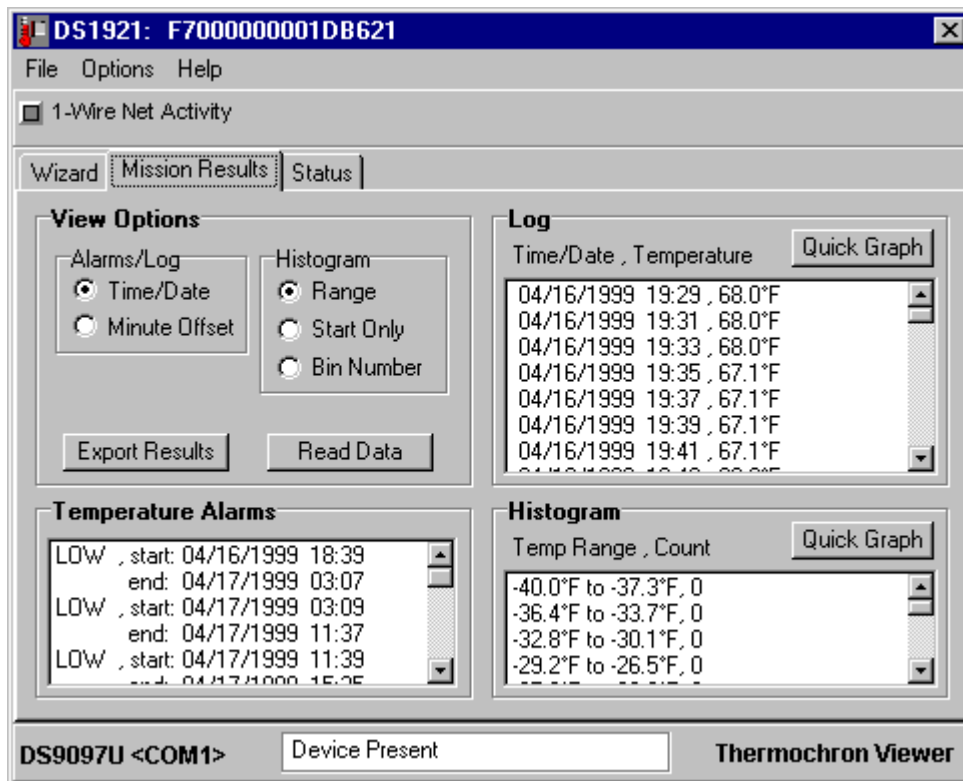 DS1921: F7000000001DB621
File Options Help
1-Wire Net Activity
Wizard Mission Results Status
View Options
Alarms/Log
Time/Date
Minute Offset
Histogram
Range
Start Only
Bin Number
Export Results Read Data
Log
Time/Date , Temperature Quick Graph
04/16/1999 19:29 , 68.0°F
04/16/1999 19:31 , 68.0°F
04/16/1999 19:33 , 68.0°F
04/16/1999 19:35 , 67.1°F
04/16/1999 19:37 , 67.1°F
04/16/1999 19:39 , 67.1°F
04/16/1999 19:41 , 67.1°F
Temperature Alarms
LOW , start: 04/16/1999 18:39
end: 04/17/1999 03:07
LOW , start: 04/17/1999 03:09
end: 04/17/1999 11:37
LOW , start: 04/17/1999 11:39
Histogram
Temp Range , Count Quick Graph
-40.0°F to -37.3°F, 0
-36.4°F to -33.7°F, 0
-32.8°F to -30.1°F, 0
-29.2°F to -26.5°F, 0
DS9097U <COM1> Device Present Thermochron Viewer